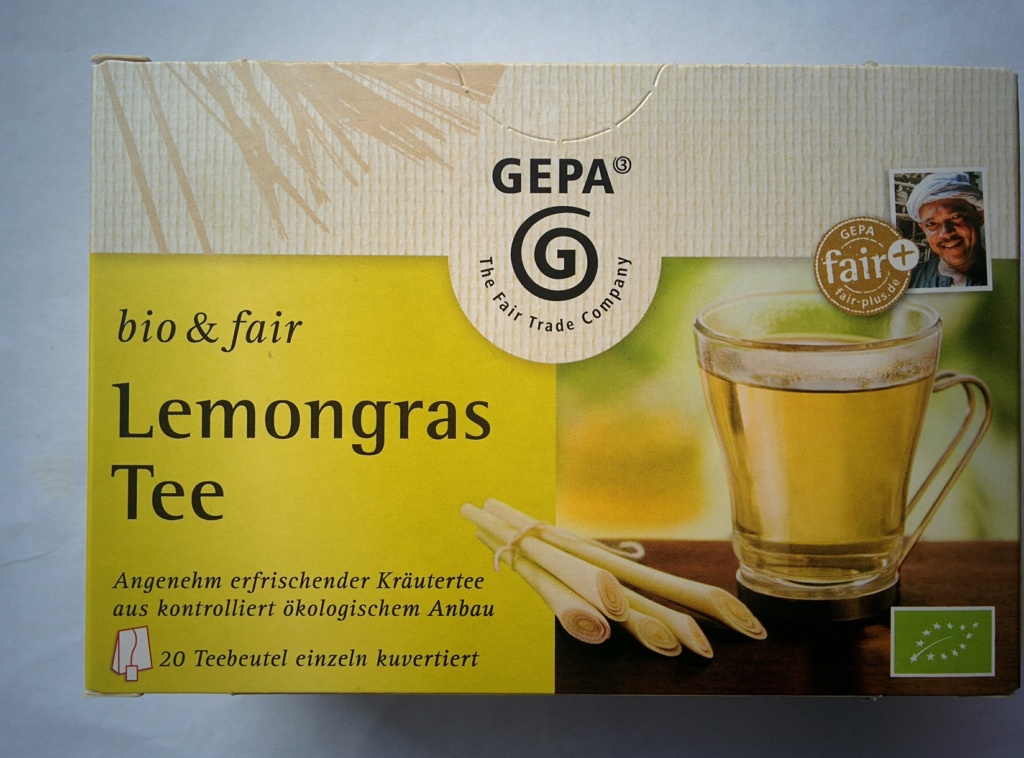 GEPA③
G
The Fair Trade Company
GEPA
fair+
fair-plus.de
bio & fair
Lemongras
Tee
Angenehm erfrischender Kräutertee
aus kontrolliert ökologischem Anbau
20 Teebeutel einzeln kuvertiert